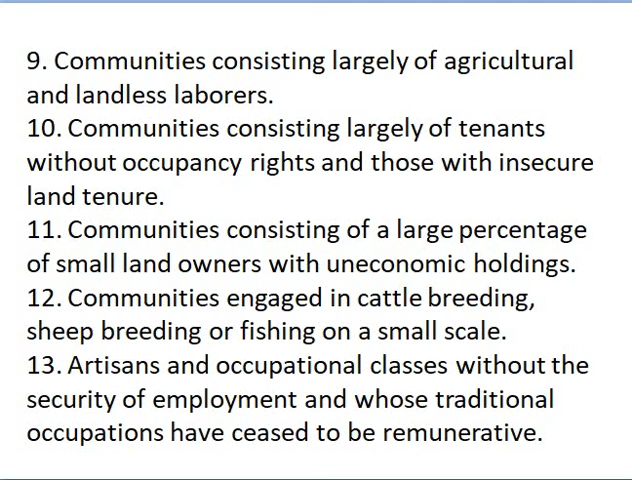 9. Communities consisting largely of agricultural
and landless laborers.
10. Communities consisting largely of tenants
without occupancy rights and those with insecure
land tenure.
11. Communities consisting of a large percentage
of small land owners with uneconomic holdings.
12. Communities engaged in cattle breeding,
sheep breeding or fishing on a small scale.
13. Artisans and occupational classes without the
security of employment and whose traditional
occupations have ceased to be remunerative.